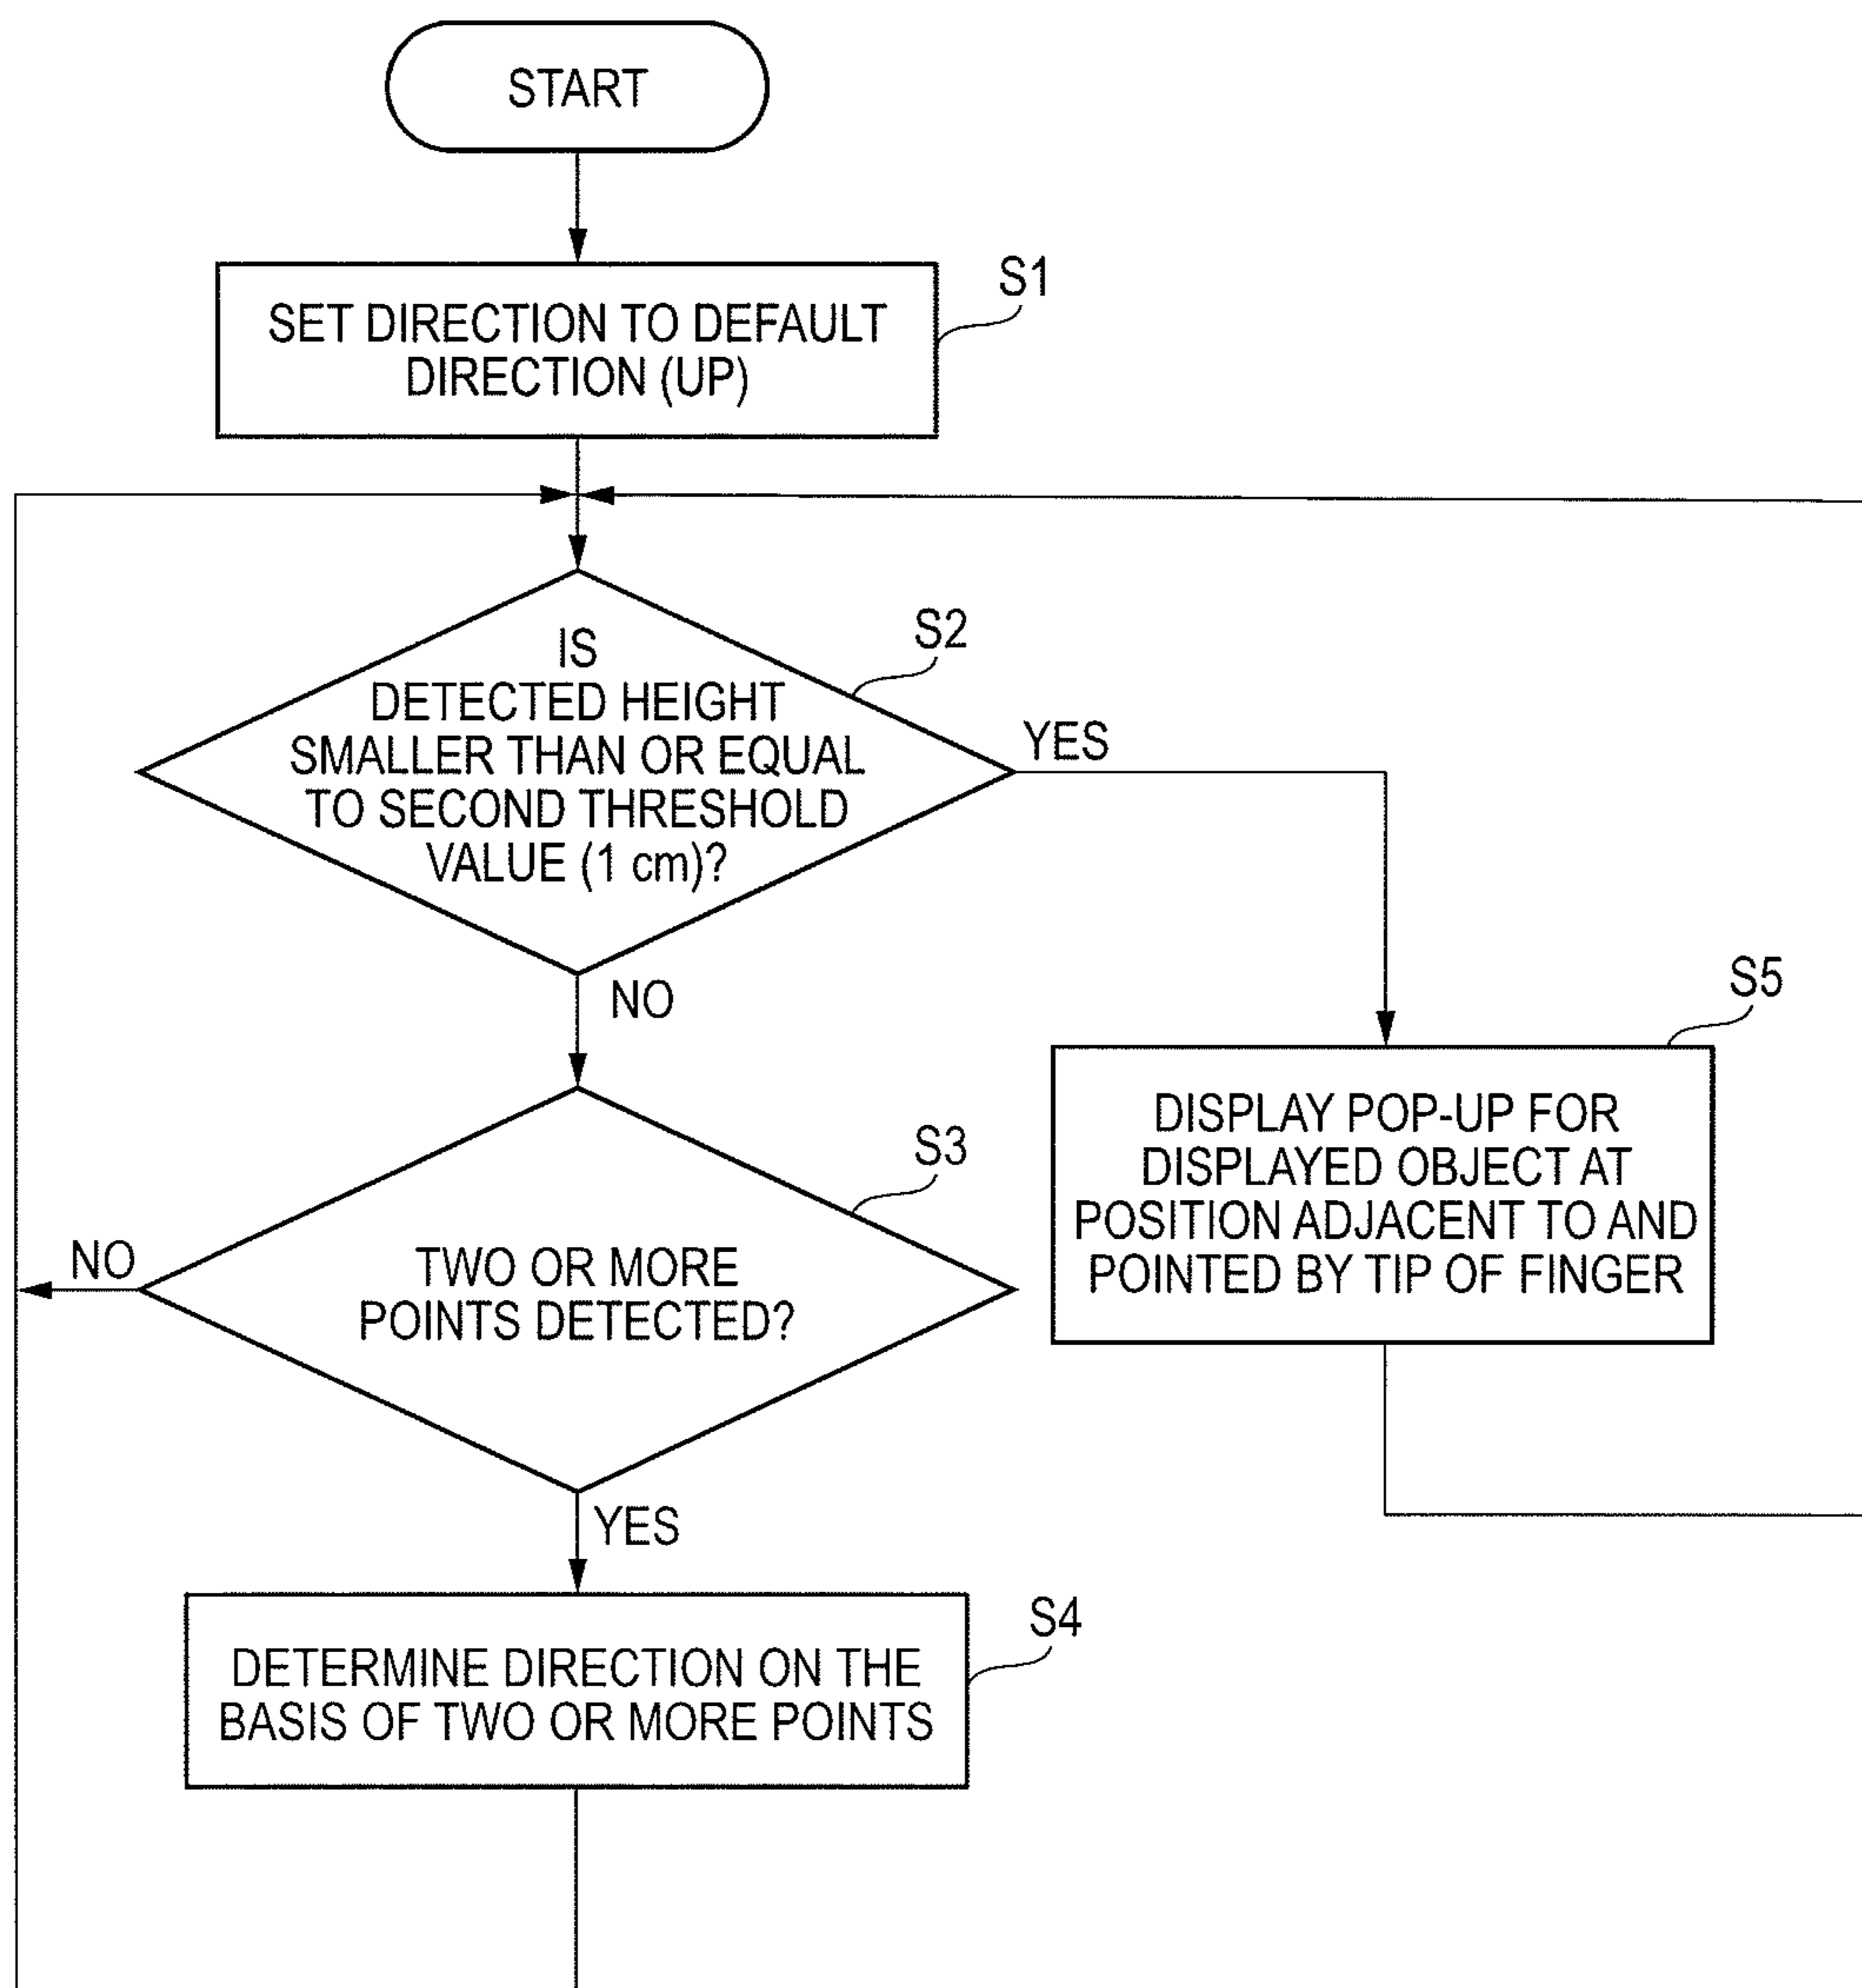 START
S1
SET DIRECTION TO DEFAULT
DIRECTION (UP)
S2
IS
DETECTED HEIGHT
SMALLER THAN OR EQUAL
TO SECOND THRESHOLD
VALUE (1 cm)?
YES
NO
S5
DISPLAY POP-UP FOR
DISPLAYED OBJECT AT
POSITION ADJACENT TO AND
POINTED BY TIP OF FINGER
S3
NO
TWO OR MORE
POINTS DETECTED?
YES
S4
DETERMINE DIRECTION ON THE
BASIS OF TWO OR MORE POINTS